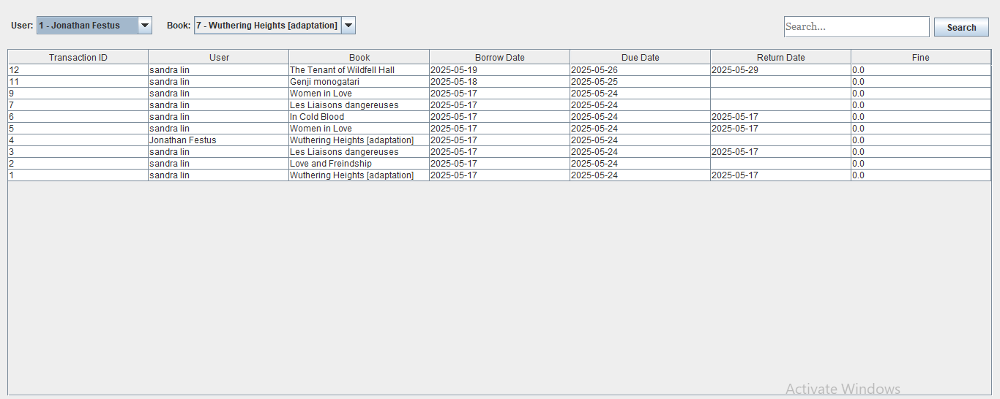 User: 1 - Jonathan Festus Book: 7 - Wuthering Heights [adaptation] Search... Search
Transaction ID User Book Borrow Date Due Date Return Date Fine
12 sandra lin The Tenant of Wildfell Hall 2025-05-19 2025-05-26 2025-05-29 0.0
11 sandra lin Genji monogatari 2025-05-18 2025-05-25 0.0
9 sandra lin Women in Love 2025-05-17 2025-05-24 0.0
7 sandra lin Les Liaisons dangereuses 2025-05-17 2025-05-24 0.0
6 sandra lin In Cold Blood 2025-05-17 2025-05-24 2025-05-17 0.0
5 sandra lin Women in Love 2025-05-17 2025-05-24 2025-05-17 0.0
4 Jonathan Festus Wuthering Heights [adaptation] 2025-05-17 2025-05-24 0.0
3 sandra lin Les Liaisons dangereuses 2025-05-17 2025-05-24 2025-05-17 0.0
2 sandra lin Love and Freindship 2025-05-17 2025-05-24 0.0
1 sandra lin Wuthering Heights [adaptation] 2025-05-17 2025-05-24 2025-05-17 0.0
Activate Windows